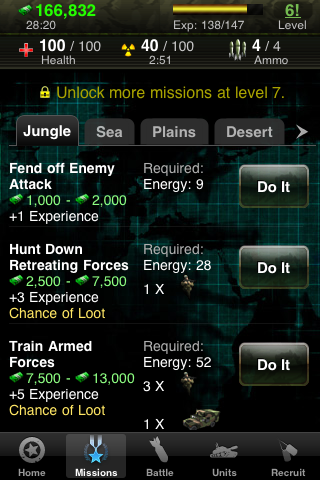 166,832
6!
28:20
Exp: 138/147
Level
100 / 100
40 / 100
4 / 4
Health
2:51
Ammo
Unlock more missions at level 7.
Jungle
Sea
Plains
Desert
Fend off Enemy
Attack
1,000 - 2,000
+1 Experience
Required:
Energy: 9
Do It
Hunt Down
Retreating Forces
2,500 - 7,500
+3 Experience
Chance of Loot
Required:
Energy: 28
1 X
Do It
Train Armed
Forces
7,500 - 13,000
+5 Experience
Chance of Loot
Required:
Energy: 52
3 X
1 X
Do It
Home
Missions
Battle
Units
Recruit